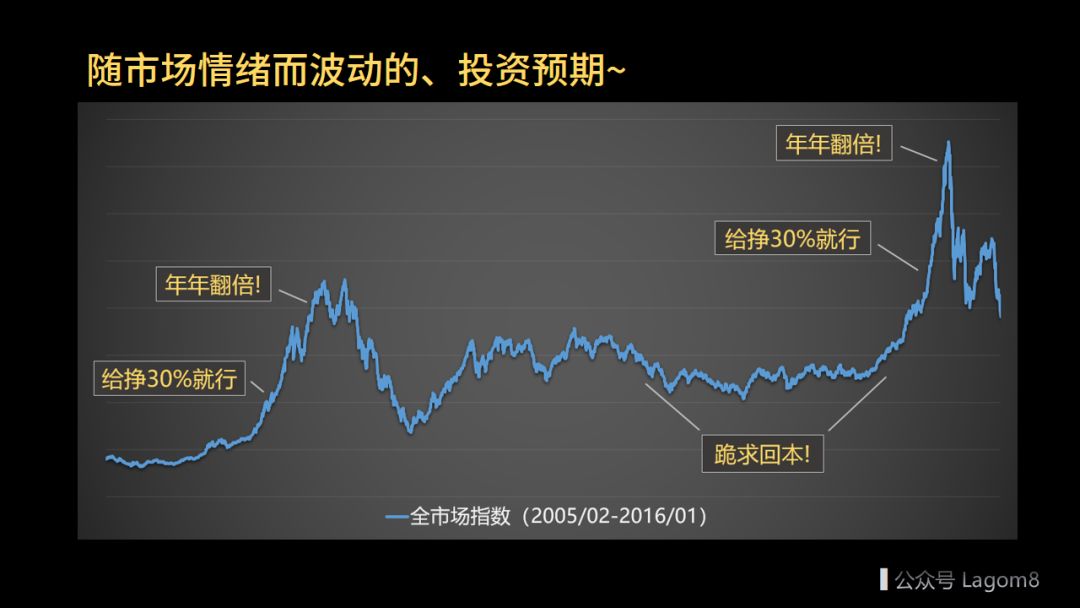 随市场情绪而波动的、投资预期~
年年翻倍!
给挣30%就行
年年翻倍!
给挣30%就行
跪求回本!
全市场指数（2005/02-2016/01）
公众号 Lagom8